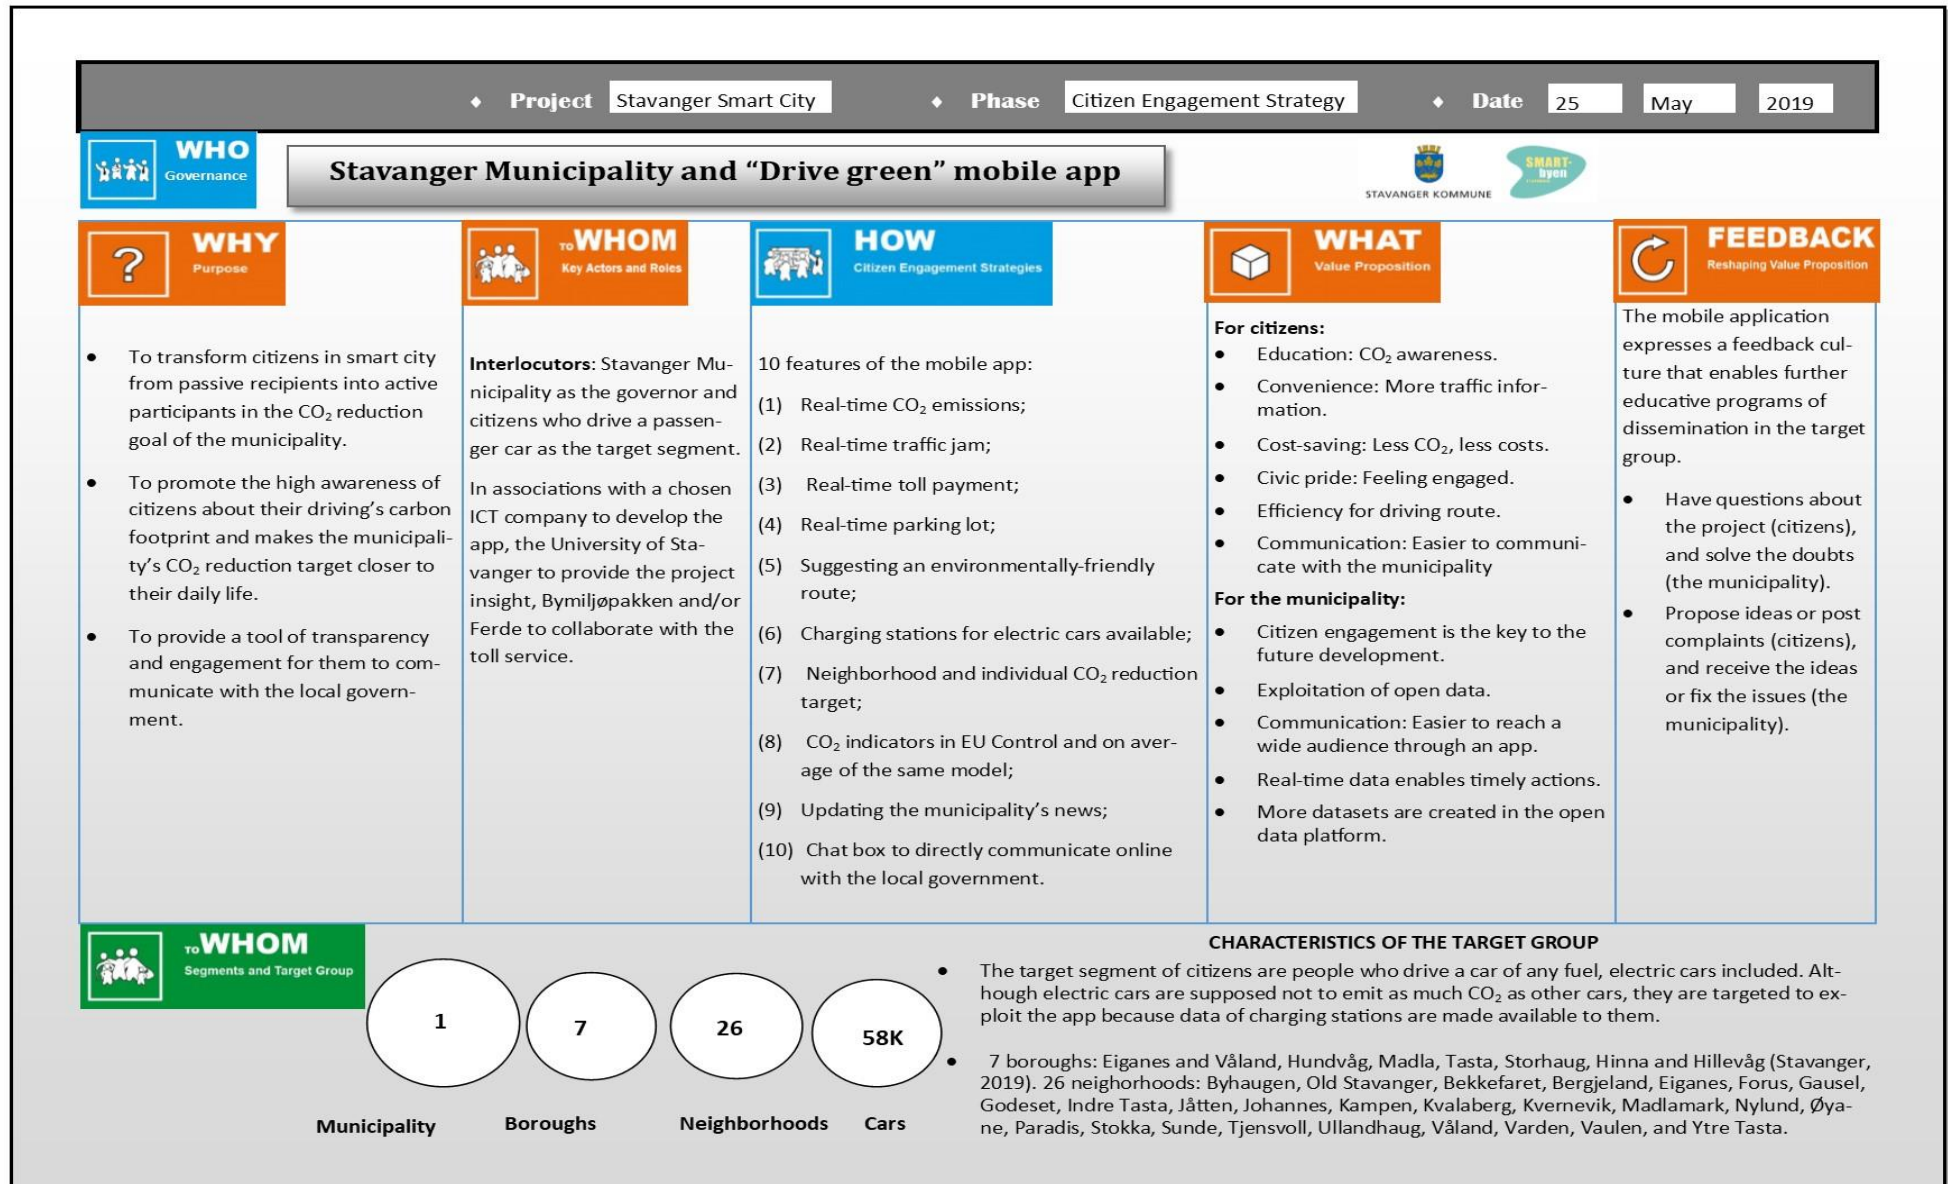 Project Stavanger Smart City Phase Citizen Engagement Strategy Date 25 May 2019
WHO
Governance
Stavanger Municipality and “Drive green” mobile app
STAVANGER KOMMUNE
SMART-
byen
WHY
Purpose
• To transform citizens in smart city
from passive recipients into active
participants in the CO₂ reduction
goal of the municipality.
• To promote the high awareness of
citizens about their driving’s carbon
footprint and makes the municipali-
ty’s CO₂ reduction target closer to
their daily life.
• To provide a tool of transparency
and engagement for them to com-
municate with the local govern-
ment.
TO WHOM
Key Actors and Roles
Interlocutors: Stavanger Mu-
nicipality as the governor and
citizens who drive a passen-
ger car as the target segment.
In associations with a chosen
ICT company to develop the
app, the University of Sta-
vanger to provide the project
insight, Bymiljøpakken and/or
Ferde to collaborate with the
toll service.
HOW
Citizen Engagement Strategies
10 features of the mobile app:
(1) Real-time CO₂ emissions;
(2) Real-time traffic jam;
(3) Real-time toll payment;
(4) Real-time parking lot;
(5) Suggesting an environmentally-friendly
route;
(6) Charging stations for electric cars available;
(7) Neighborhood and individual CO₂ reduction
target;
(8) CO₂ indicators in EU Control and on aver-
age of the same model;
(9) Updating the municipality’s news;
(10) Chat box to directly communicate online
with the local government.
WHAT
Value Proposition
For citizens:
• Education: CO₂ awareness.
• Convenience: More traffic infor-
mation.
• Cost-saving: Less CO₂, less costs.
• Civic pride: Feeling engaged.
• Efficiency for driving route.
• Communication: Easier to communi-
cate with the municipality
For the municipality:
• Citizen engagement is the key to the
future development.
• Exploitation of open data.
• Communication: Easier to reach a
wide audience through an app.
• Real-time data enables timely actions.
• More datasets are created in the open
data platform.
FEEDBACK
Reshaping Value Proposition
The mobile application
expresses a feedback cul-
ture that enables further
educative programs of
dissemination in the target
group.
• Have questions about
the project (citizens),
and solve the doubts
(the municipality).
• Propose ideas or post
complaints (citizens),
and receive the ideas
or fix the issues (the
municipality).
TO WHOM
Segments and Target Group
1
7
26
58K
Municipality
Boroughs
Neighborhoods
Cars
CHARACTERISTICS OF THE TARGET GROUP
• The target segment of citizens are people who drive a car of any fuel, electric cars included. Alt-
hough electric cars are supposed not to emit as much CO₂ as other cars, they are targeted to ex-
ploit the app because data of charging stations are made available to them.
• 7 boroughs: Eiganes and Våland, Hundvåg, Madla, Tasta, Storhaug, Hinna and Hillevåg (Stavanger,
2019). 26 neighorhoods: Byhaugen, Old Stavanger, Bekkefaret, Bergjeland, Eiganes, Forus, Gausel,
Godeset, Indre Tasta, Jåtten, Johannes, Kampen, Kvalaberg, Kvernevik, Madlamark, Nylund, Øya-
ne, Paradis, Stokka, Sunde, Tjensvoll, Ullandhaug, Våland, Varden, Vaulen, and Ytre Tasta.